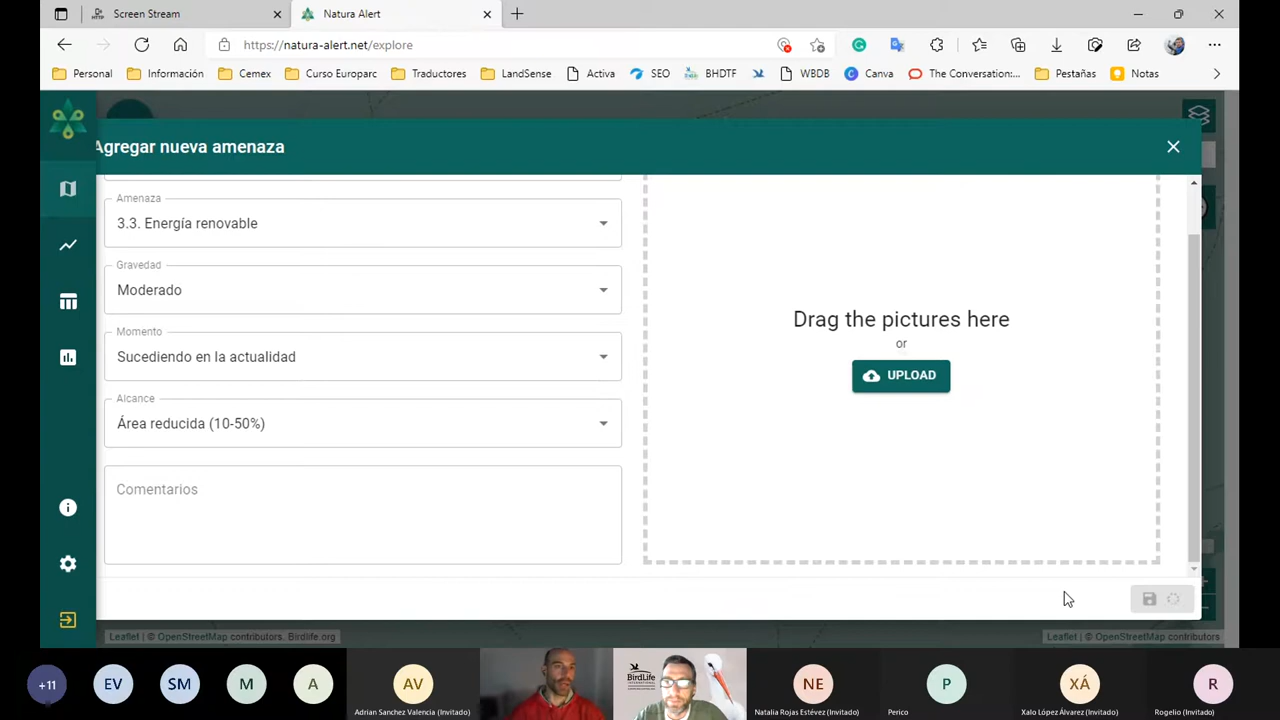 Screen Stream
Natura Alert
https://natura-alert.net/explore
Personal
Información
Cemex
Curso Europarc
Traductores
LandSense
Activa
SEO
BHDTF
WBDB
Canva
The Conversation:...
Pestañas
Notas
Agregar nueva amenaza
Amenaza
3.3. Energía renovable
Gravedad
Moderado
Momento
Sucediendo en la actualidad
Alcance
Área reducida (10-50%)
Comentarios
Drag the pictures here
or
UPLOAD
Leaflet | © OpenStreetMap contributors. Birdlife.org
Leaflet | © OpenStreetMap contributors
+11
EV
SM
M
A
AV
Adrian Sanchez Valencia (Invitado)
BirdLife
INTERNATIONAL
NE
Natalia Rojas Estévez (Invitado)
P
Perico
XÁ
Xalo López Álvarez (Invitado)
R
Rogelio (Invitado)